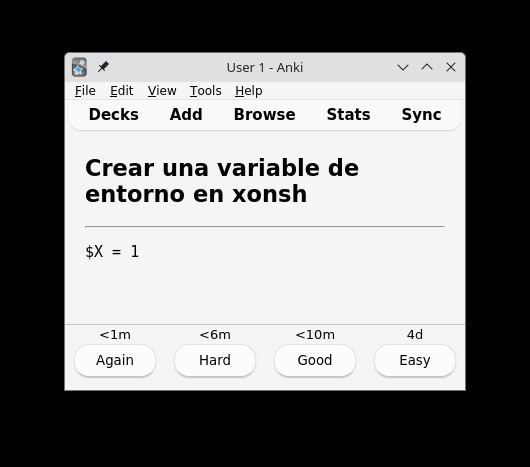 User 1 - Anki
File Edit View Tools Help
Decks Add Browse Stats Sync
Crear una variable de
entorno en xonsh
$X = 1
<1m <6m <10m 4d
Again Hard Good Easy